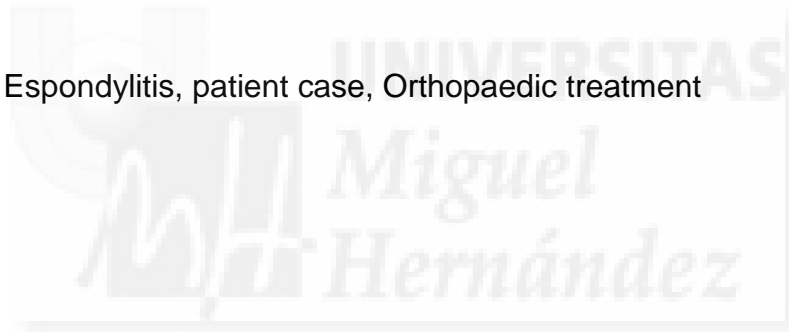 UNIVERSITAS
Espondylitis, patient case, Orthopaedic treatment
Miguel
Hernández